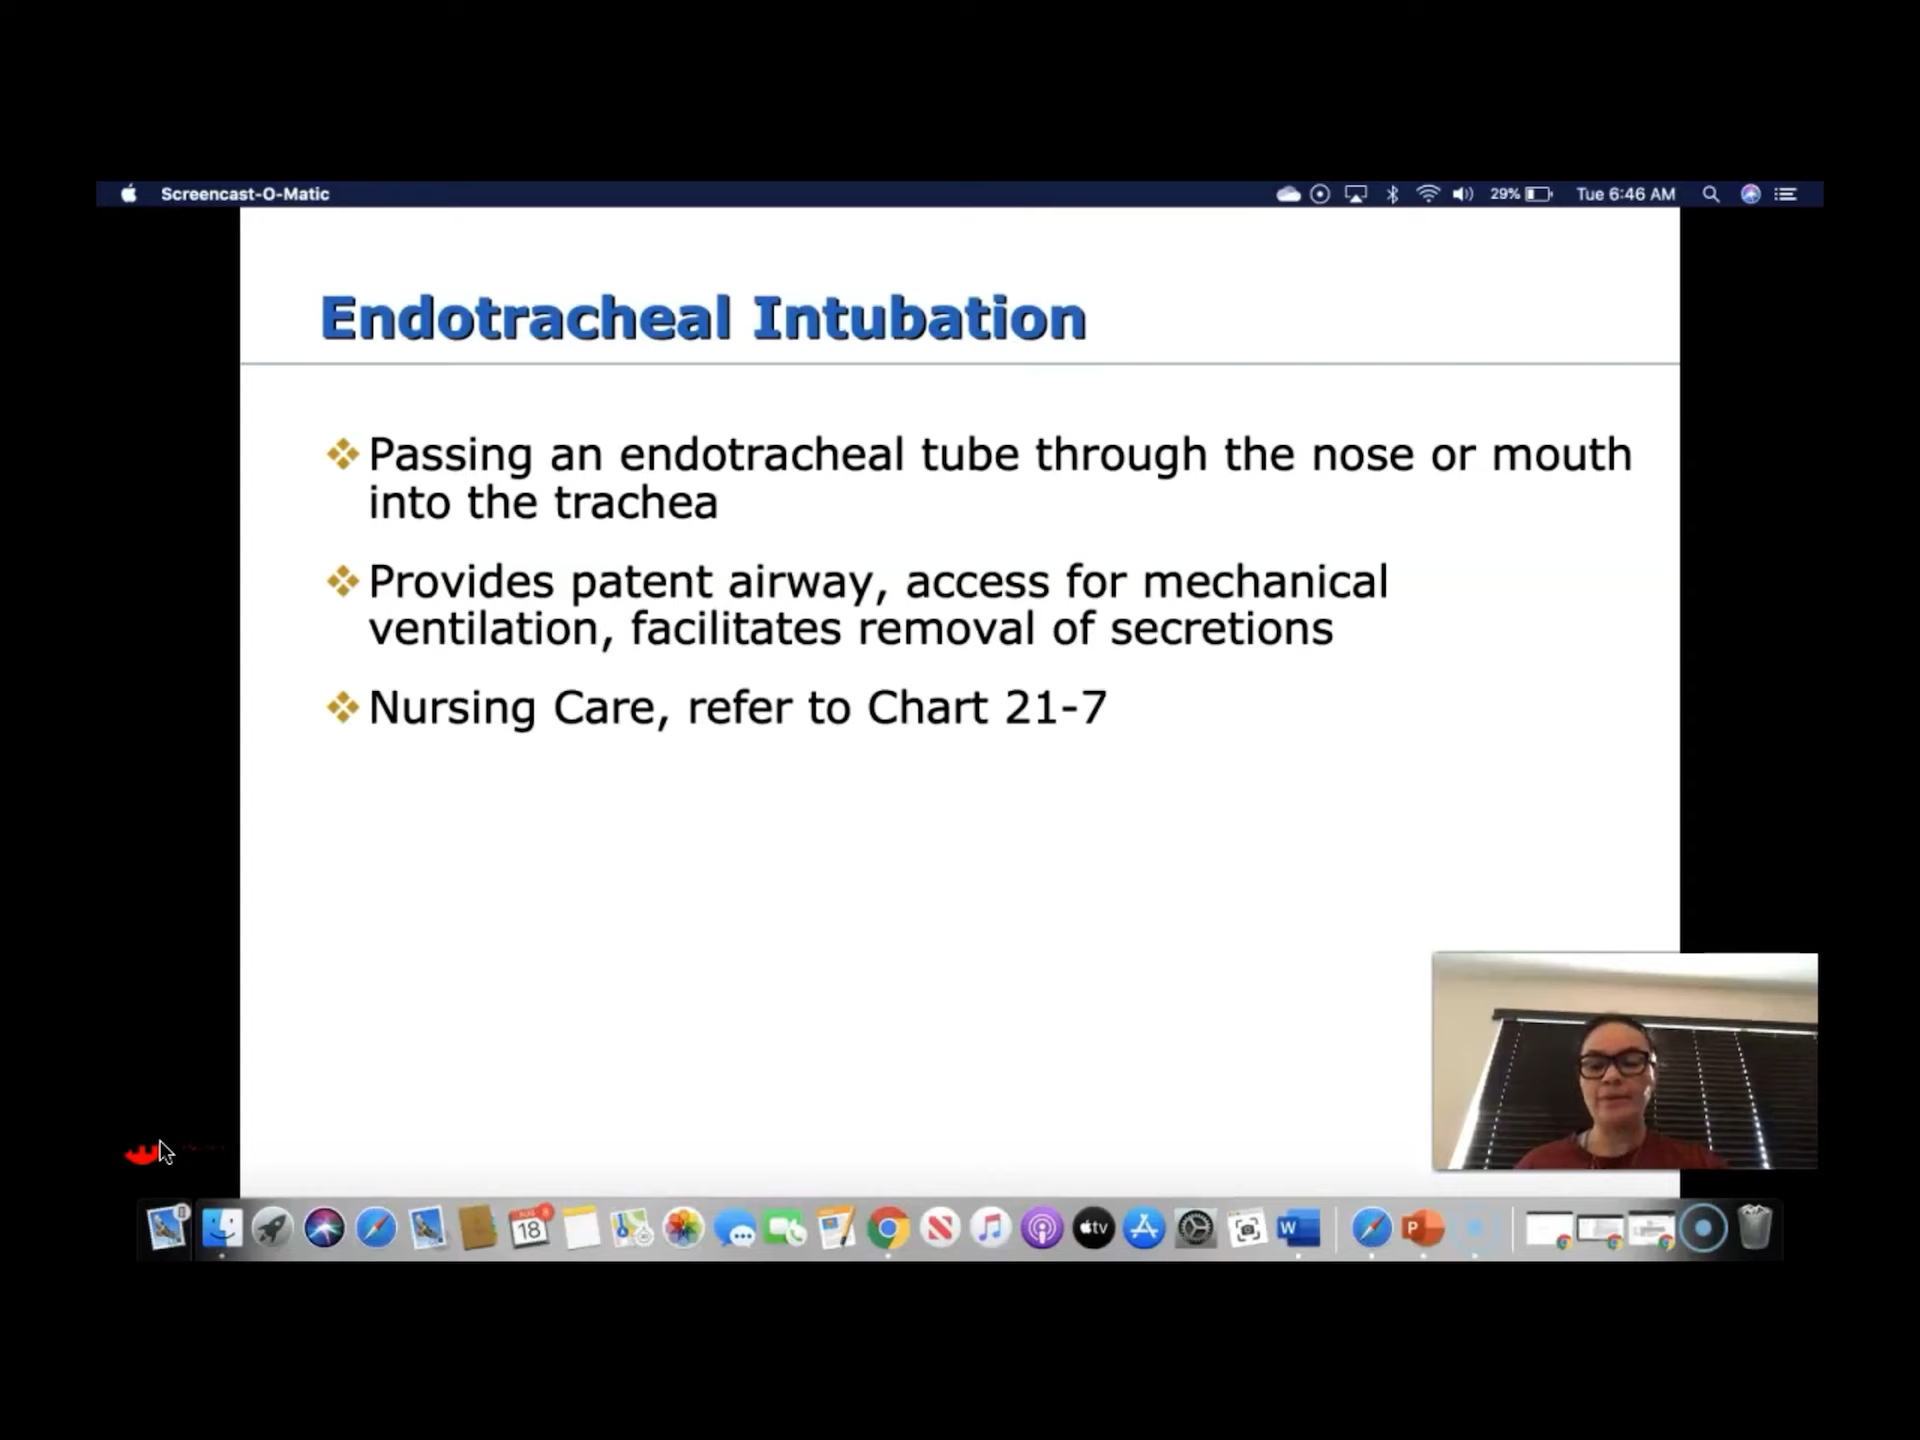 Screencast-O-Matic
29%
Tue 6:46 AM
Endotracheal Intubation
Passing an endotracheal tube through the nose or mouth
into the trachea
Provides patent airway, access for mechanical
ventilation, facilitates removal of secretions
Nursing Care, refer to Chart 21-7
AUG
18
tv
W
P